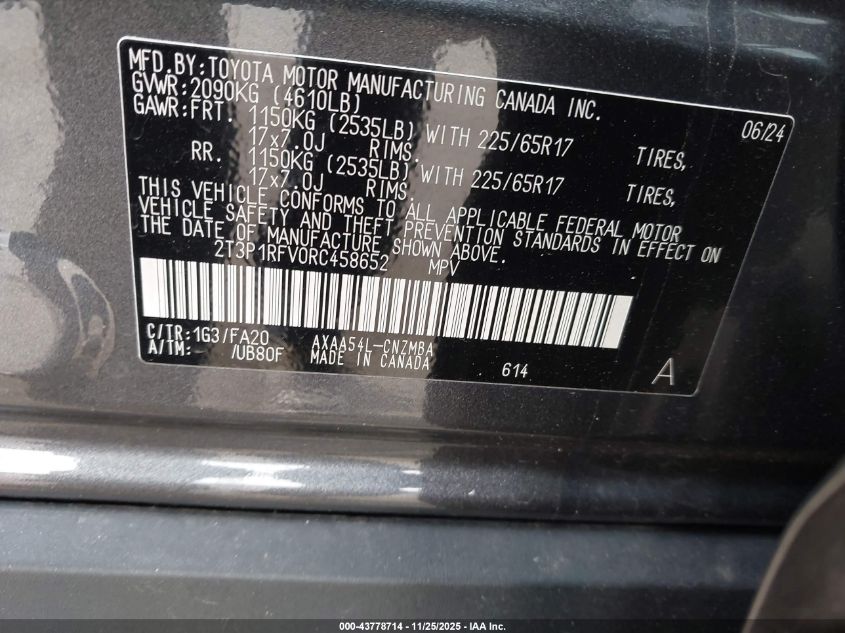 MFD.BY:TOYOTA MOTOR MANUFACTURING CANADA INC.
GVWR:2090KG (4610LB) 06/24
GAWR:FRT. 1150KG (2535LB) WITH 225/65R17 TIRES,
17x7.0J RIMS.
RR. 1150KG (2535LB) WITH 225/65R17 TIRES,
17x7.0J RIMS.
THIS VEHICLE CONFORMS TO ALL APPLICABLE FEDERAL MOTOR
VEHICLE SAFETY AND THEFT PREVENTION STANDARDS IN EFFECT ON
THE DATE OF MANUFACTURE SHOWN ABOVE.
2T3P1RFV0RC458652 MPV
C/TR:1G3/FA20 AXAA54L-CNZMBA
A/TM: /UB80F MADE IN CANADA 614 A
000-43778714 - 11/25/2025 - IAA Inc.